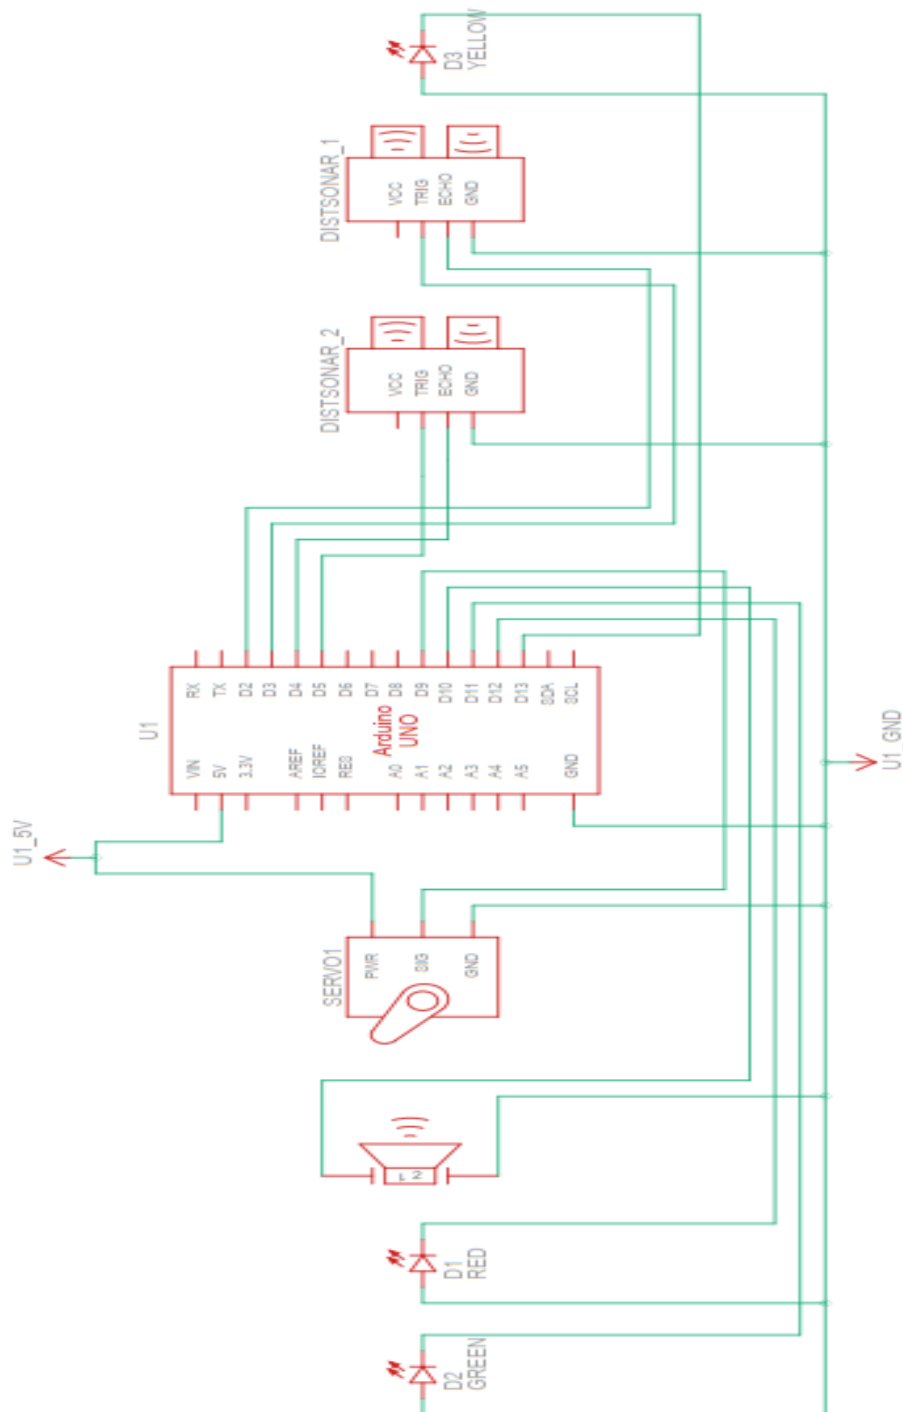 D3
YELLOW
DISTSONAR_1
VCC
TRIG
ECHO
GND
DISTSONAR_2
VCC
TRIG
ECHO
GND
U1
RX
TX
D2
D3
D4
D5
D6
D7
D8
D9
D10
D11
D12
D13
SDA
SCL
Arduino
UNO
VIN
5V
3.3V
AREF
IOREF
RES
A0
A1
A2
A3
A4
A5
GND
U1_GND
U1_5V
SERVO1
PWR
SIG
GND
1 2
D1
RED
D2
GREEN